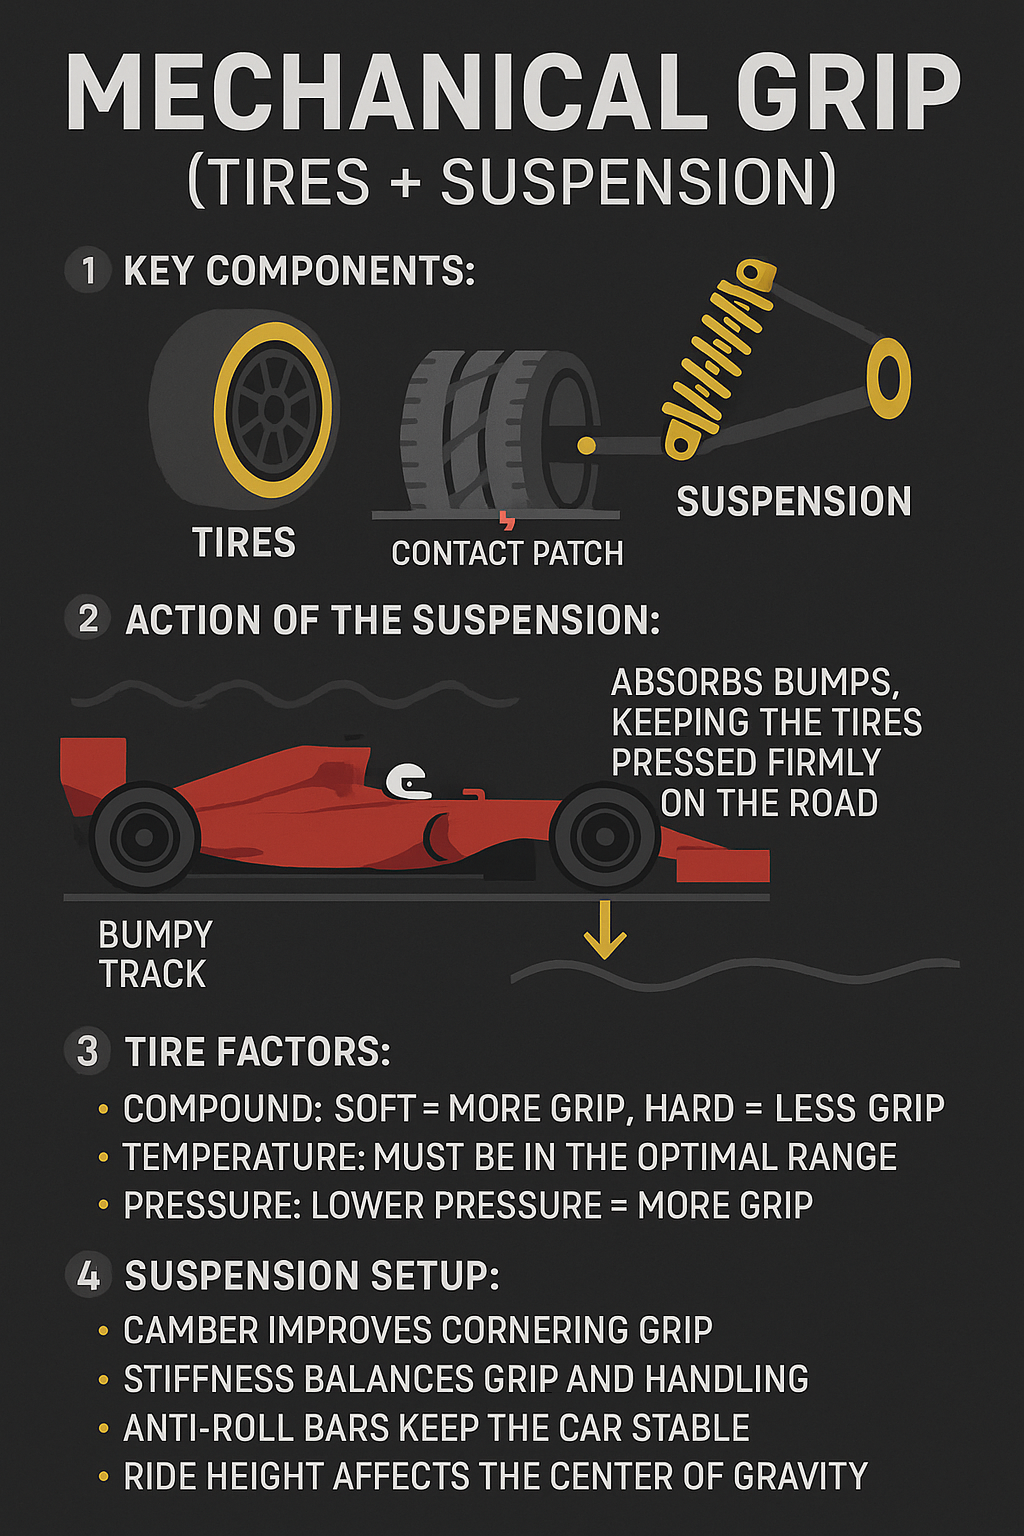 MECHANICAL GRIP
(TIRES + SUSPENSION)
1 KEY COMPONENTS:
TIRES
CONTACT PATCH
SUSPENSION
2 ACTION OF THE SUSPENSION:
ABSORBS BUMPS,
KEEPING THE TIRES
PRESSED FIRMLY
ON THE ROAD
BUMPY
TRACK
3 TIRE FACTORS:
• COMPOUND: SOFT = MORE GRIP, HARD = LESS GRIP
• TEMPERATURE: MUST BE IN THE OPTIMAL RANGE
• PRESSURE: LOWER PRESSURE = MORE GRIP
4 SUSPENSION SETUP:
• CAMBER IMPROVES CORNERING GRIP
• STIFFNESS BALANCES GRIP AND HANDLING
• ANTI-ROLL BARS KEEP THE CAR STABLE
• RIDE HEIGHT AFFECTS THE CENTER OF GRAVITY